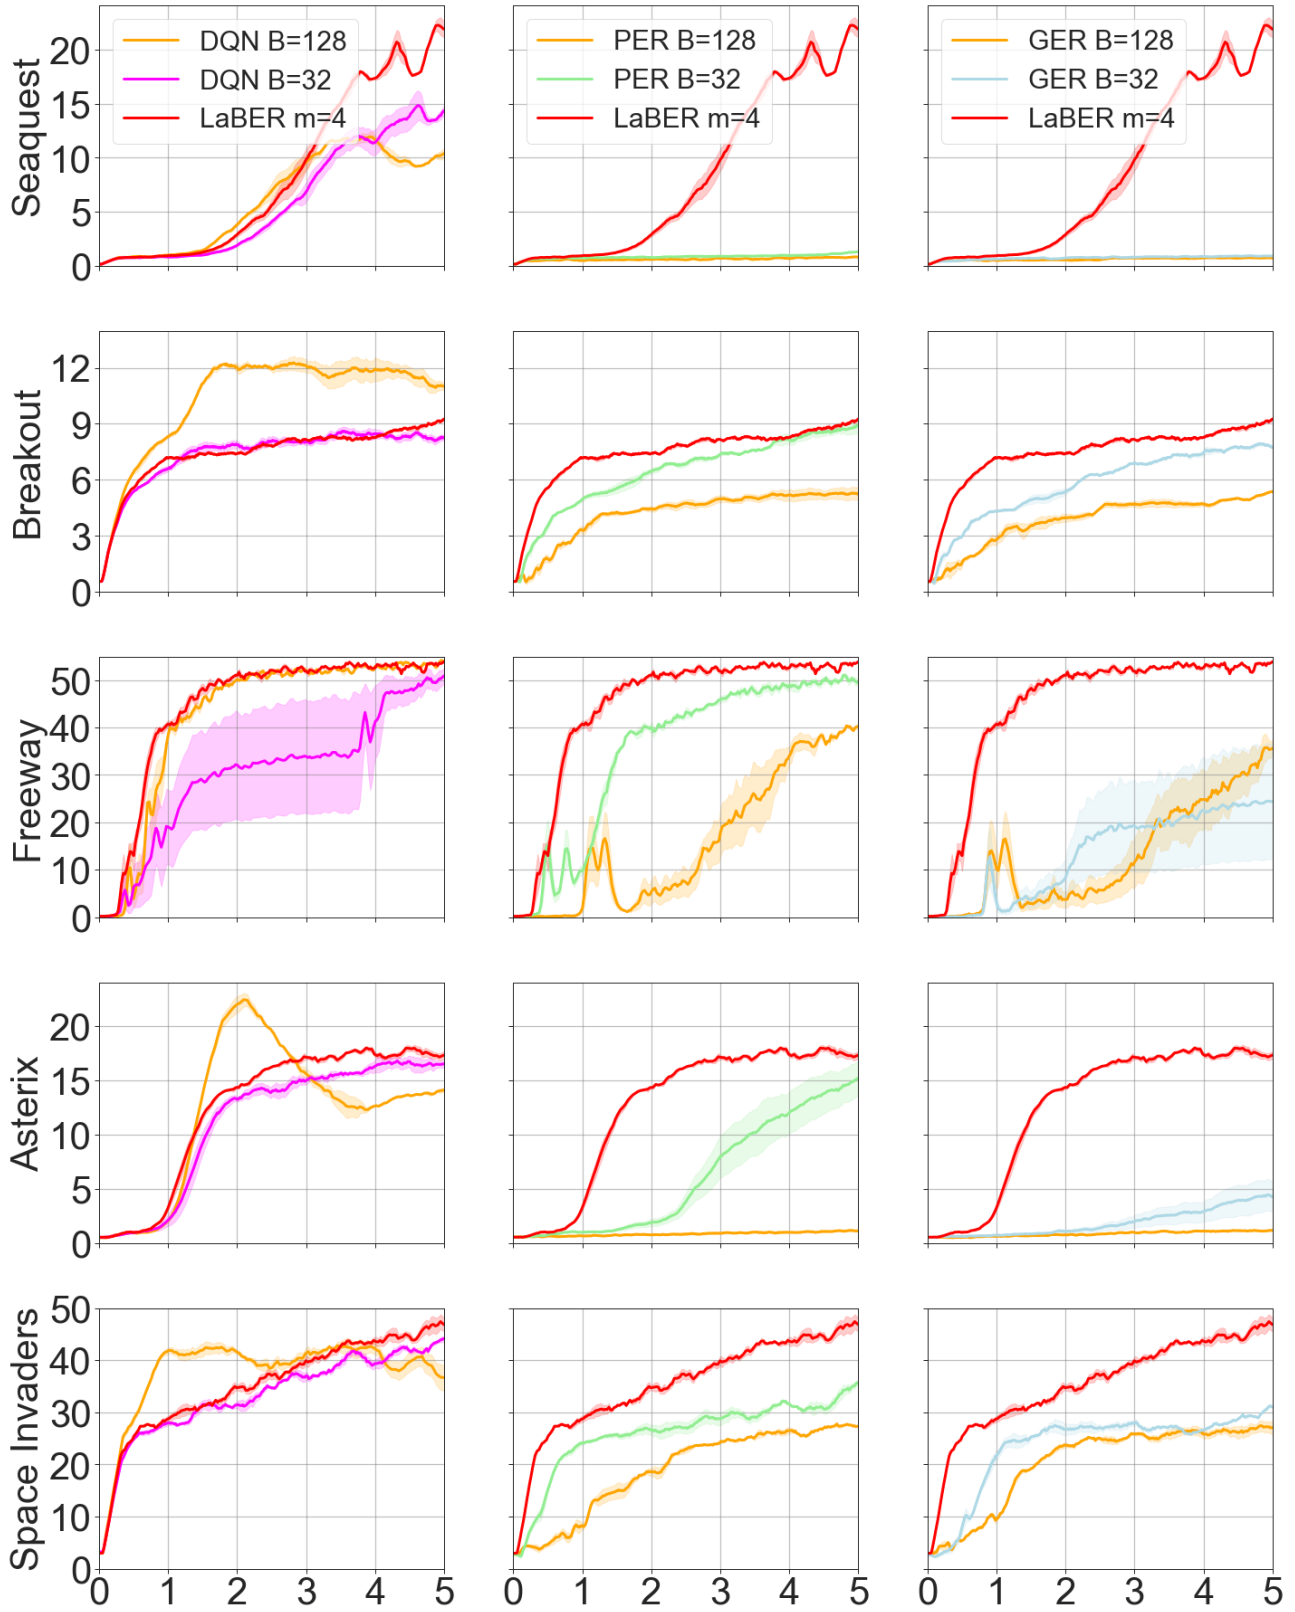 Seaquest
20
15
10
5
0
DQN B=128
DQN B=32
LaBER m=4
PER B=128
PER B=32
LaBER m=4
GER B=128
GER B=32
LaBER m=4
Breakout
12
9
6
3
0
Freeway
50
40
30
20
10
0
Asterix
20
15
10
5
0
Space Invaders
50
40
30
20
10
0
0 1 2 3 4 5
0 1 2 3 4 5
0 1 2 3 4 5